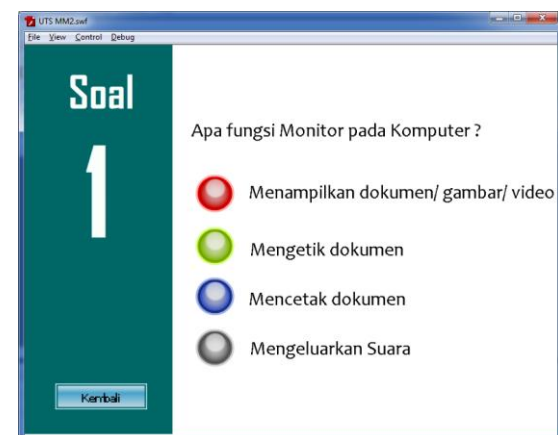 UTS MM2.swf
File View Control Debug
Soal
1
Apa fungsi Monitor pada Komputer ?
Menampilkan dokumen/ gambar/ video
Mengetik dokumen
Mencetak dokumen
Mengeluarkan Suara
Kembali